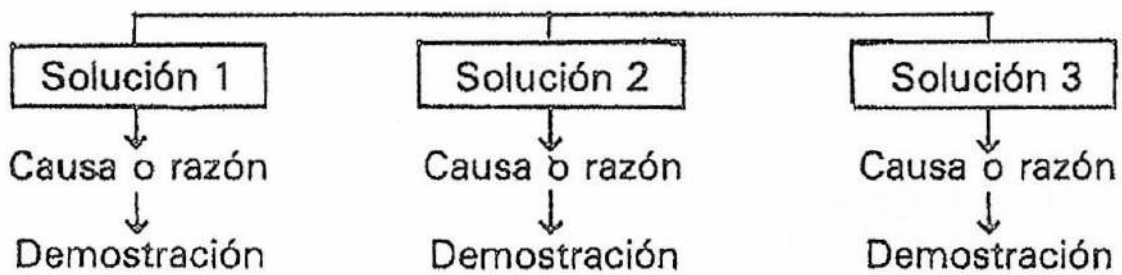 Solución 1 Solución 2 Solución 3
Causa o razón Causa o razón Causa o razón
Demostración Demostración Demostración